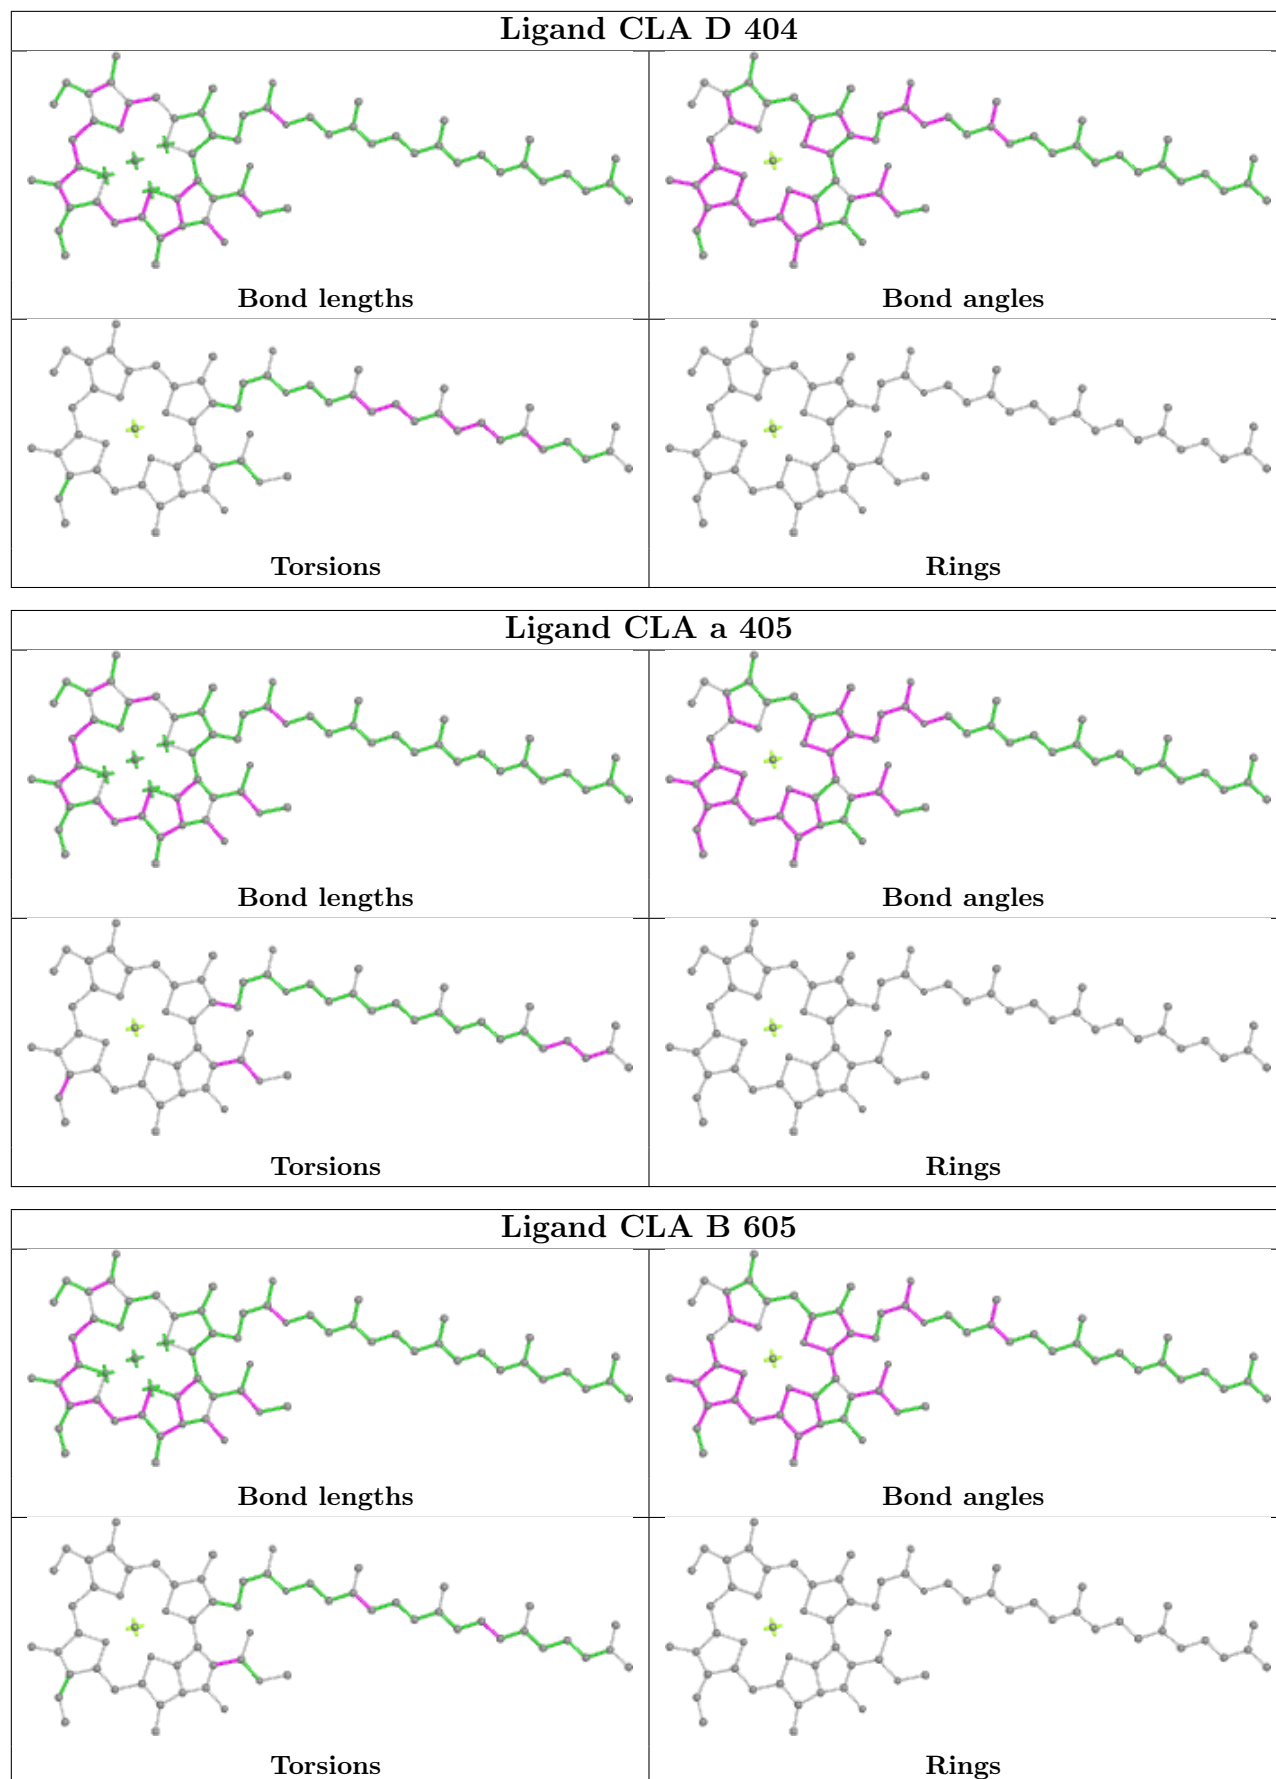 Ligand CLA D 404
Bond lengths
Bond angles
Torsions
Rings
Ligand CLA a 405
Bond lengths
Bond angles
Torsions
Rings
Ligand CLA B 605
Bond lengths
Bond angles
Torsions
Rings